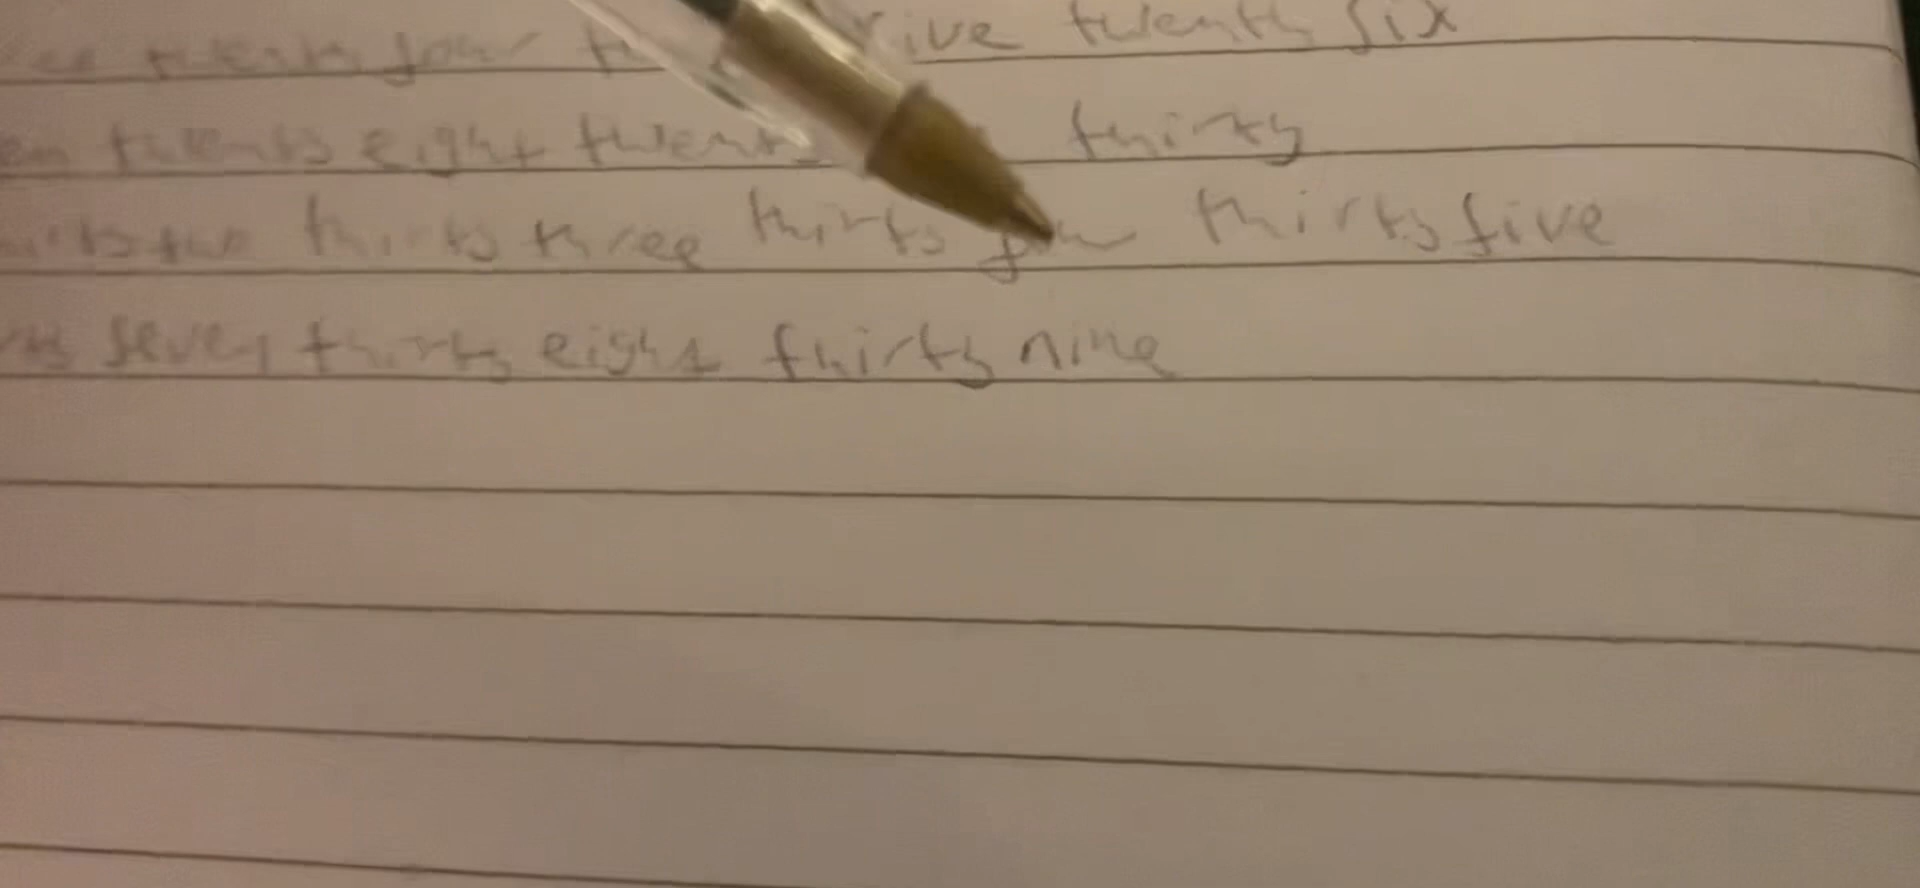 twenty four five twenty six
twenty eight twenty thirty
thirty three thirty four thirty five
seven thirty eight thirty nine